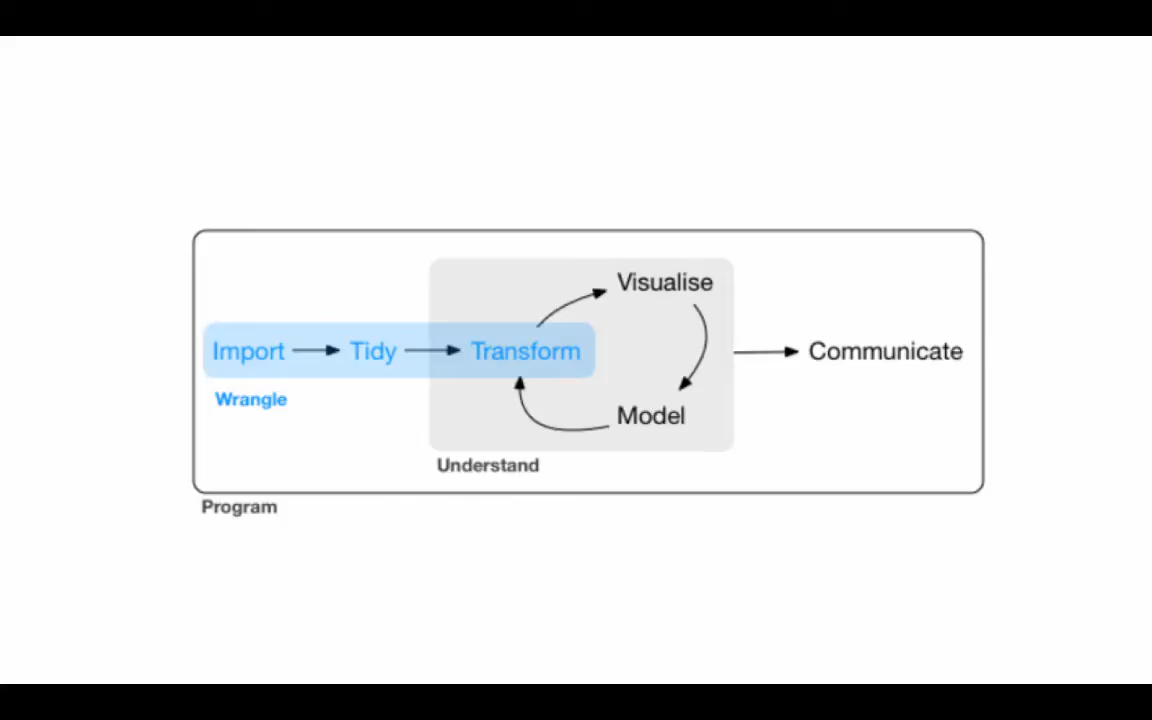 Visualise
Import
Tidy
Transform
Communicate
Wrangle
Model
Understand
Program